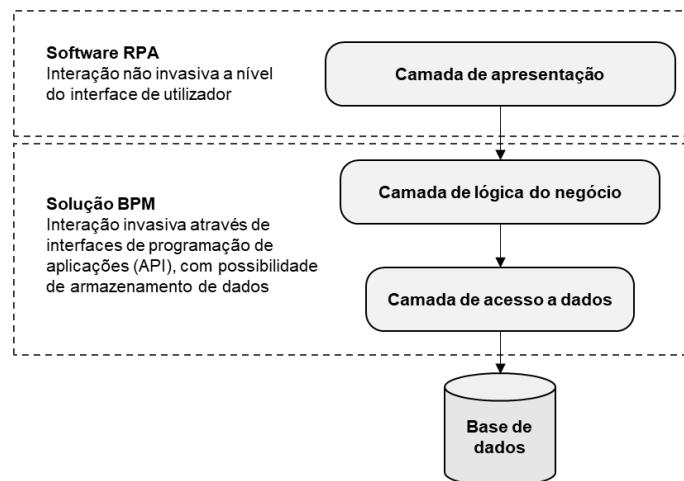 Software RPA
Interação não invasiva a nível
do interface de utilizador
Camada de apresentação
Solução BPM
Interação invasiva através de
interfaces de programação de
aplicações (API), com possibilidade
de armazenamento de dados
Camada de lógica do negócio
Camada de acesso a dados
Base de
dados